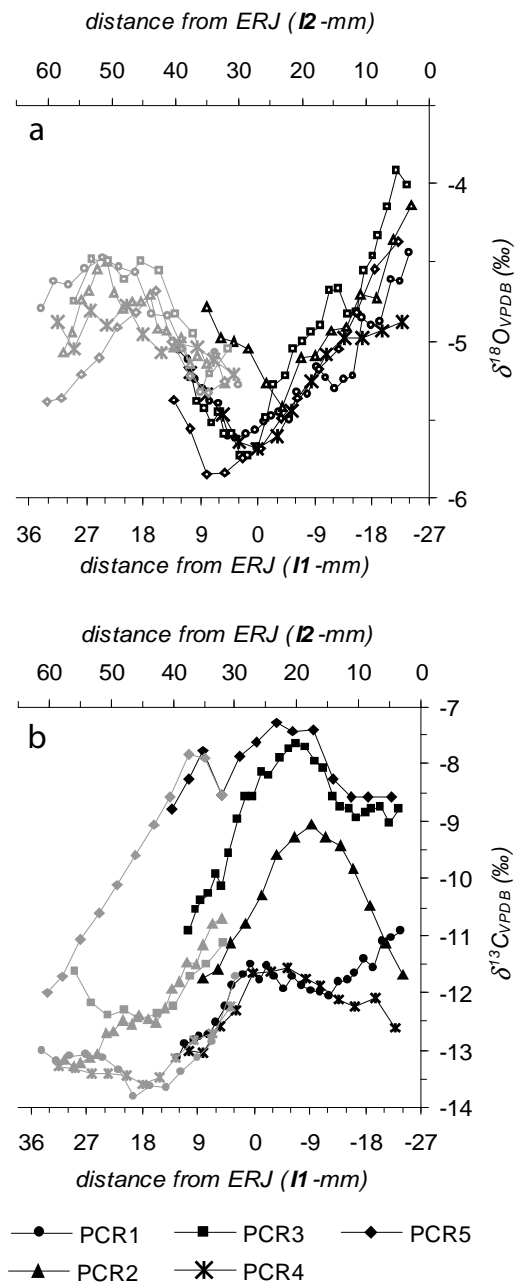 distance from ERJ (I2 -mm)
60 50 40 30 20 10 0
a
-4
-5
-6
δ18OVPDB (‰)
36 27 18 9 0 -9 -18 -27
distance from ERJ (I1 -mm)
distance from ERJ (I2 -mm)
60 50 40 30 20 10 0
b
-7
-8
-9
-10
-11
-12
-13
-14
δ13CVPDB (‰)
36 27 18 9 0 -9 -18 -27
distance from ERJ (I1 -mm)
PCR1 PCR3 PCR5
PCR2 PCR4